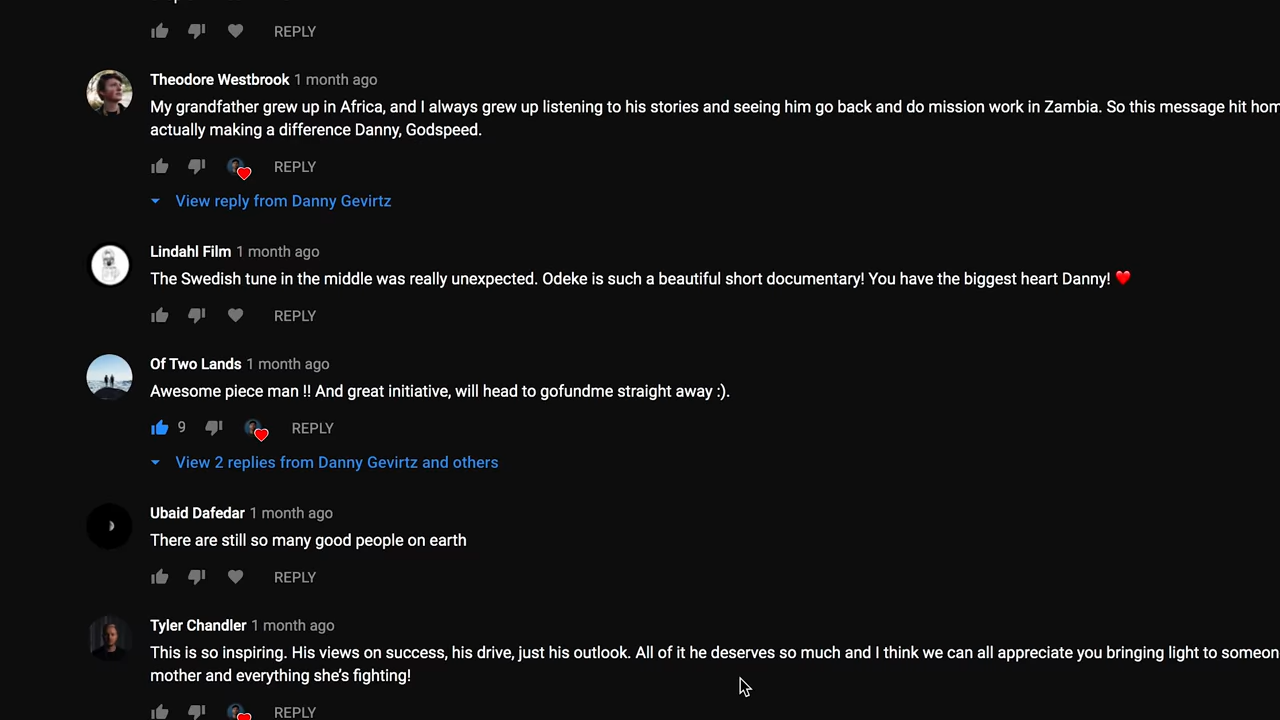 REPLY
Theodore Westbrook 1 month ago
My grandfather grew up in Africa, and I always grew up listening to his stories and seeing him go back and do mission work in Zambia. So this message hit
actually making a difference Danny, Godspeed.
REPLY
View reply from Danny Gevirtz
Lindahl Film 1 month ago
The Swedish tune in the middle was really unexpected. Odeke is such a beautiful short documentary! You have the biggest heart Danny! ❤️
REPLY
Of Two Lands 1 month ago
Awesome piece man !! And great initiative, will head to gofundme straight away :).
9 REPLY
View 2 replies from Danny Gevirtz and others
Ubaid Dafedar 1 month ago
There are still so many good people on earth
REPLY
Tyler Chandler 1 month ago
This is so inspiring. His views on success, his drive, just his outlook. All of it he deserves so much and I think we can all appreciate you bringing light to
mother and everything she's fighting!
REPLY